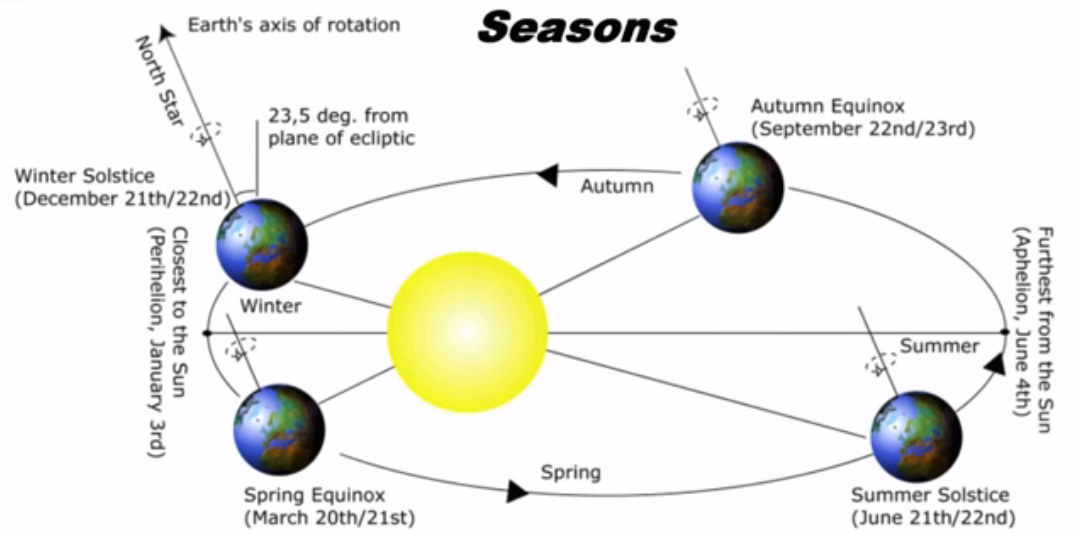 Seasons
Earth's axis of rotation
North Star
23,5 deg. from
plane of ecliptic
Autumn Equinox
(September 22nd/23rd)
Winter Solstice
(December 21th/22nd)
Autumn
Closest to the Sun
(Perihelion, January 3rd)
Winter
Furthest from the Sun
(Aphelion, June 4th)
Summer
Spring
Spring Equinox
(March 20th/21st)
Summer Solstice
(June 21th/22nd)